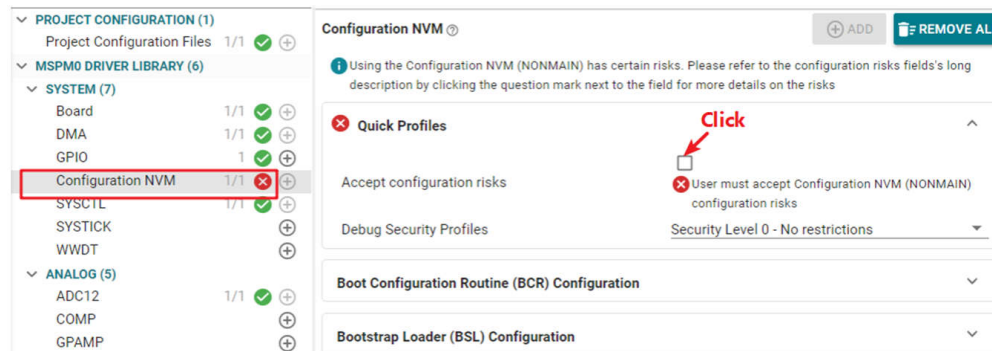 PROJECT CONFIGURATION (1)
Project Configuration Files 1/1
MSPM0 DRIVER LIBRARY (6)
SYSTEM (7)
Board 1/1
DMA 1/1
GPIO 1
Configuration NVM 1/1
SYSCTL 1/1
SYSTICK
WWDT
ANALOG (5)
ADC12 1/1
COMP
GPAMP
Configuration NVM
ADD
REMOVE AL
Using the Configuration NVM (NONMAIN) has certain risks. Please refer to the configuration risks fields's long
description by clicking the question mark next to the field for more details on the risks
Quick Profiles
Click
Accept configuration risks
User must accept Configuration NVM (NONMAIN)
configuration risks
Debug Security Profiles
Security Level 0 - No restrictions
Boot Configuration Routine (BCR) Configuration
Bootstrap Loader (BSL) Configuration